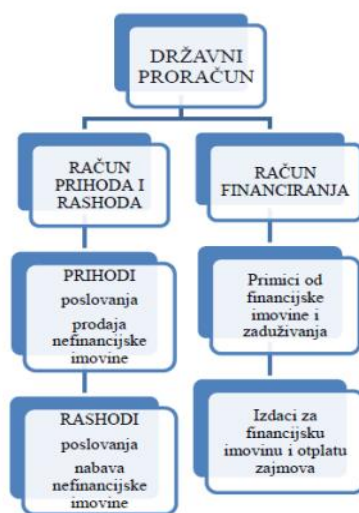 DRŽAVNI
PRORAČUN
RAČUN
PRIHODA I
RASHODA
PRIHODI
poslovanja
prodaja
nefinancijske
imovine
RASHODI
poslovanja
nabava
nefinancijske
imovine
RAČUN
FINANCIRANJA
Primici od
financijske
imovine i
zaduživanja
Izdaci za
financijsku
imovinu i otplatu
zajmova